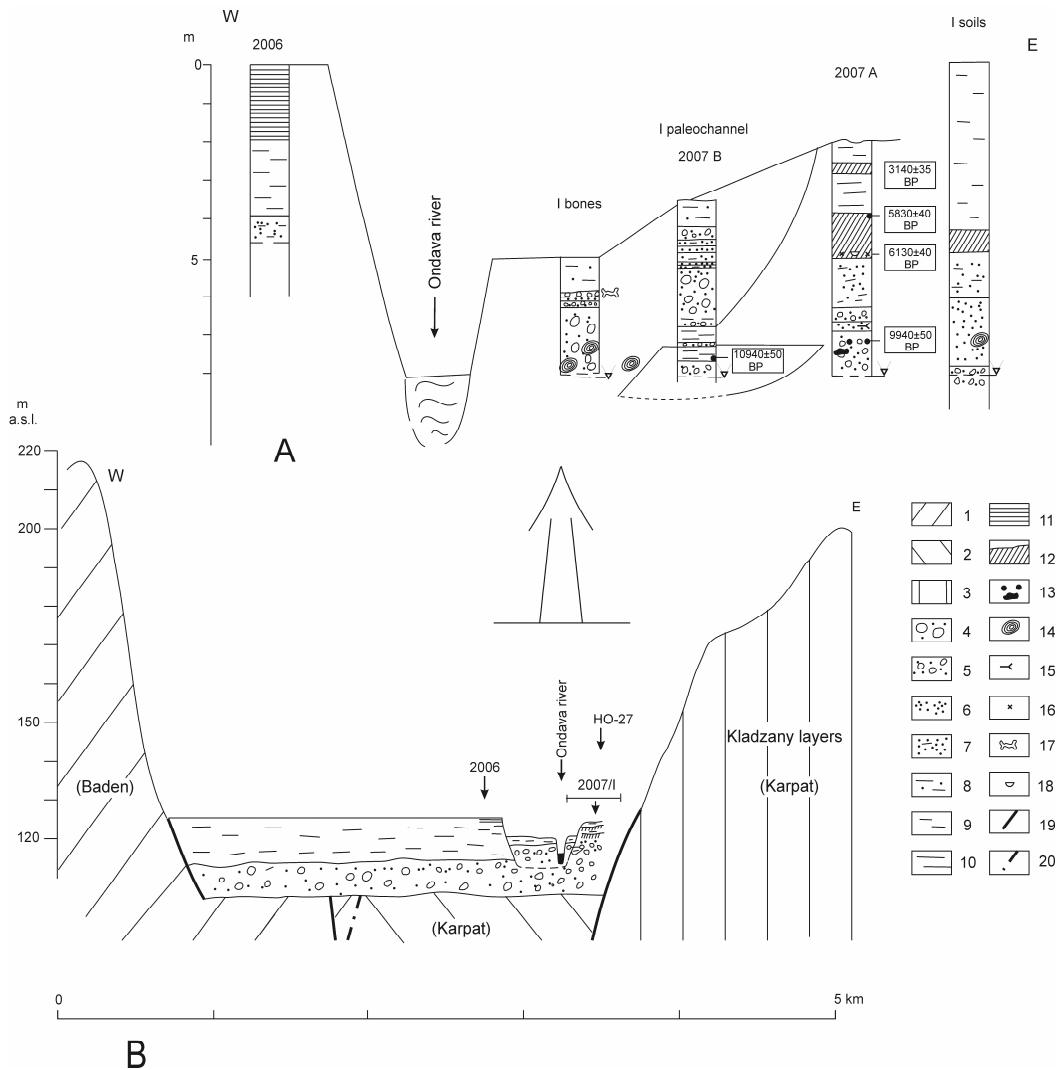 W
I soils
m
2006
E
0
2007 A
I paleochannel
2007 B
3140±35
BP
I bones
5830±40
BP
6130±40
BP
5
Ondava river
9940±50
BP
10940±50
BP
A
m
a.s.l.
220
W
210
200
150
120
E
Ondava river
HO-27
2006
2007/I
Kladzany layers
(Karpat)
(Baden)
(Karpat)
1
2
3
4
5
6
7
8
9
10
11
12
13
14
15
16
17
18
19
20
0
5 km
B